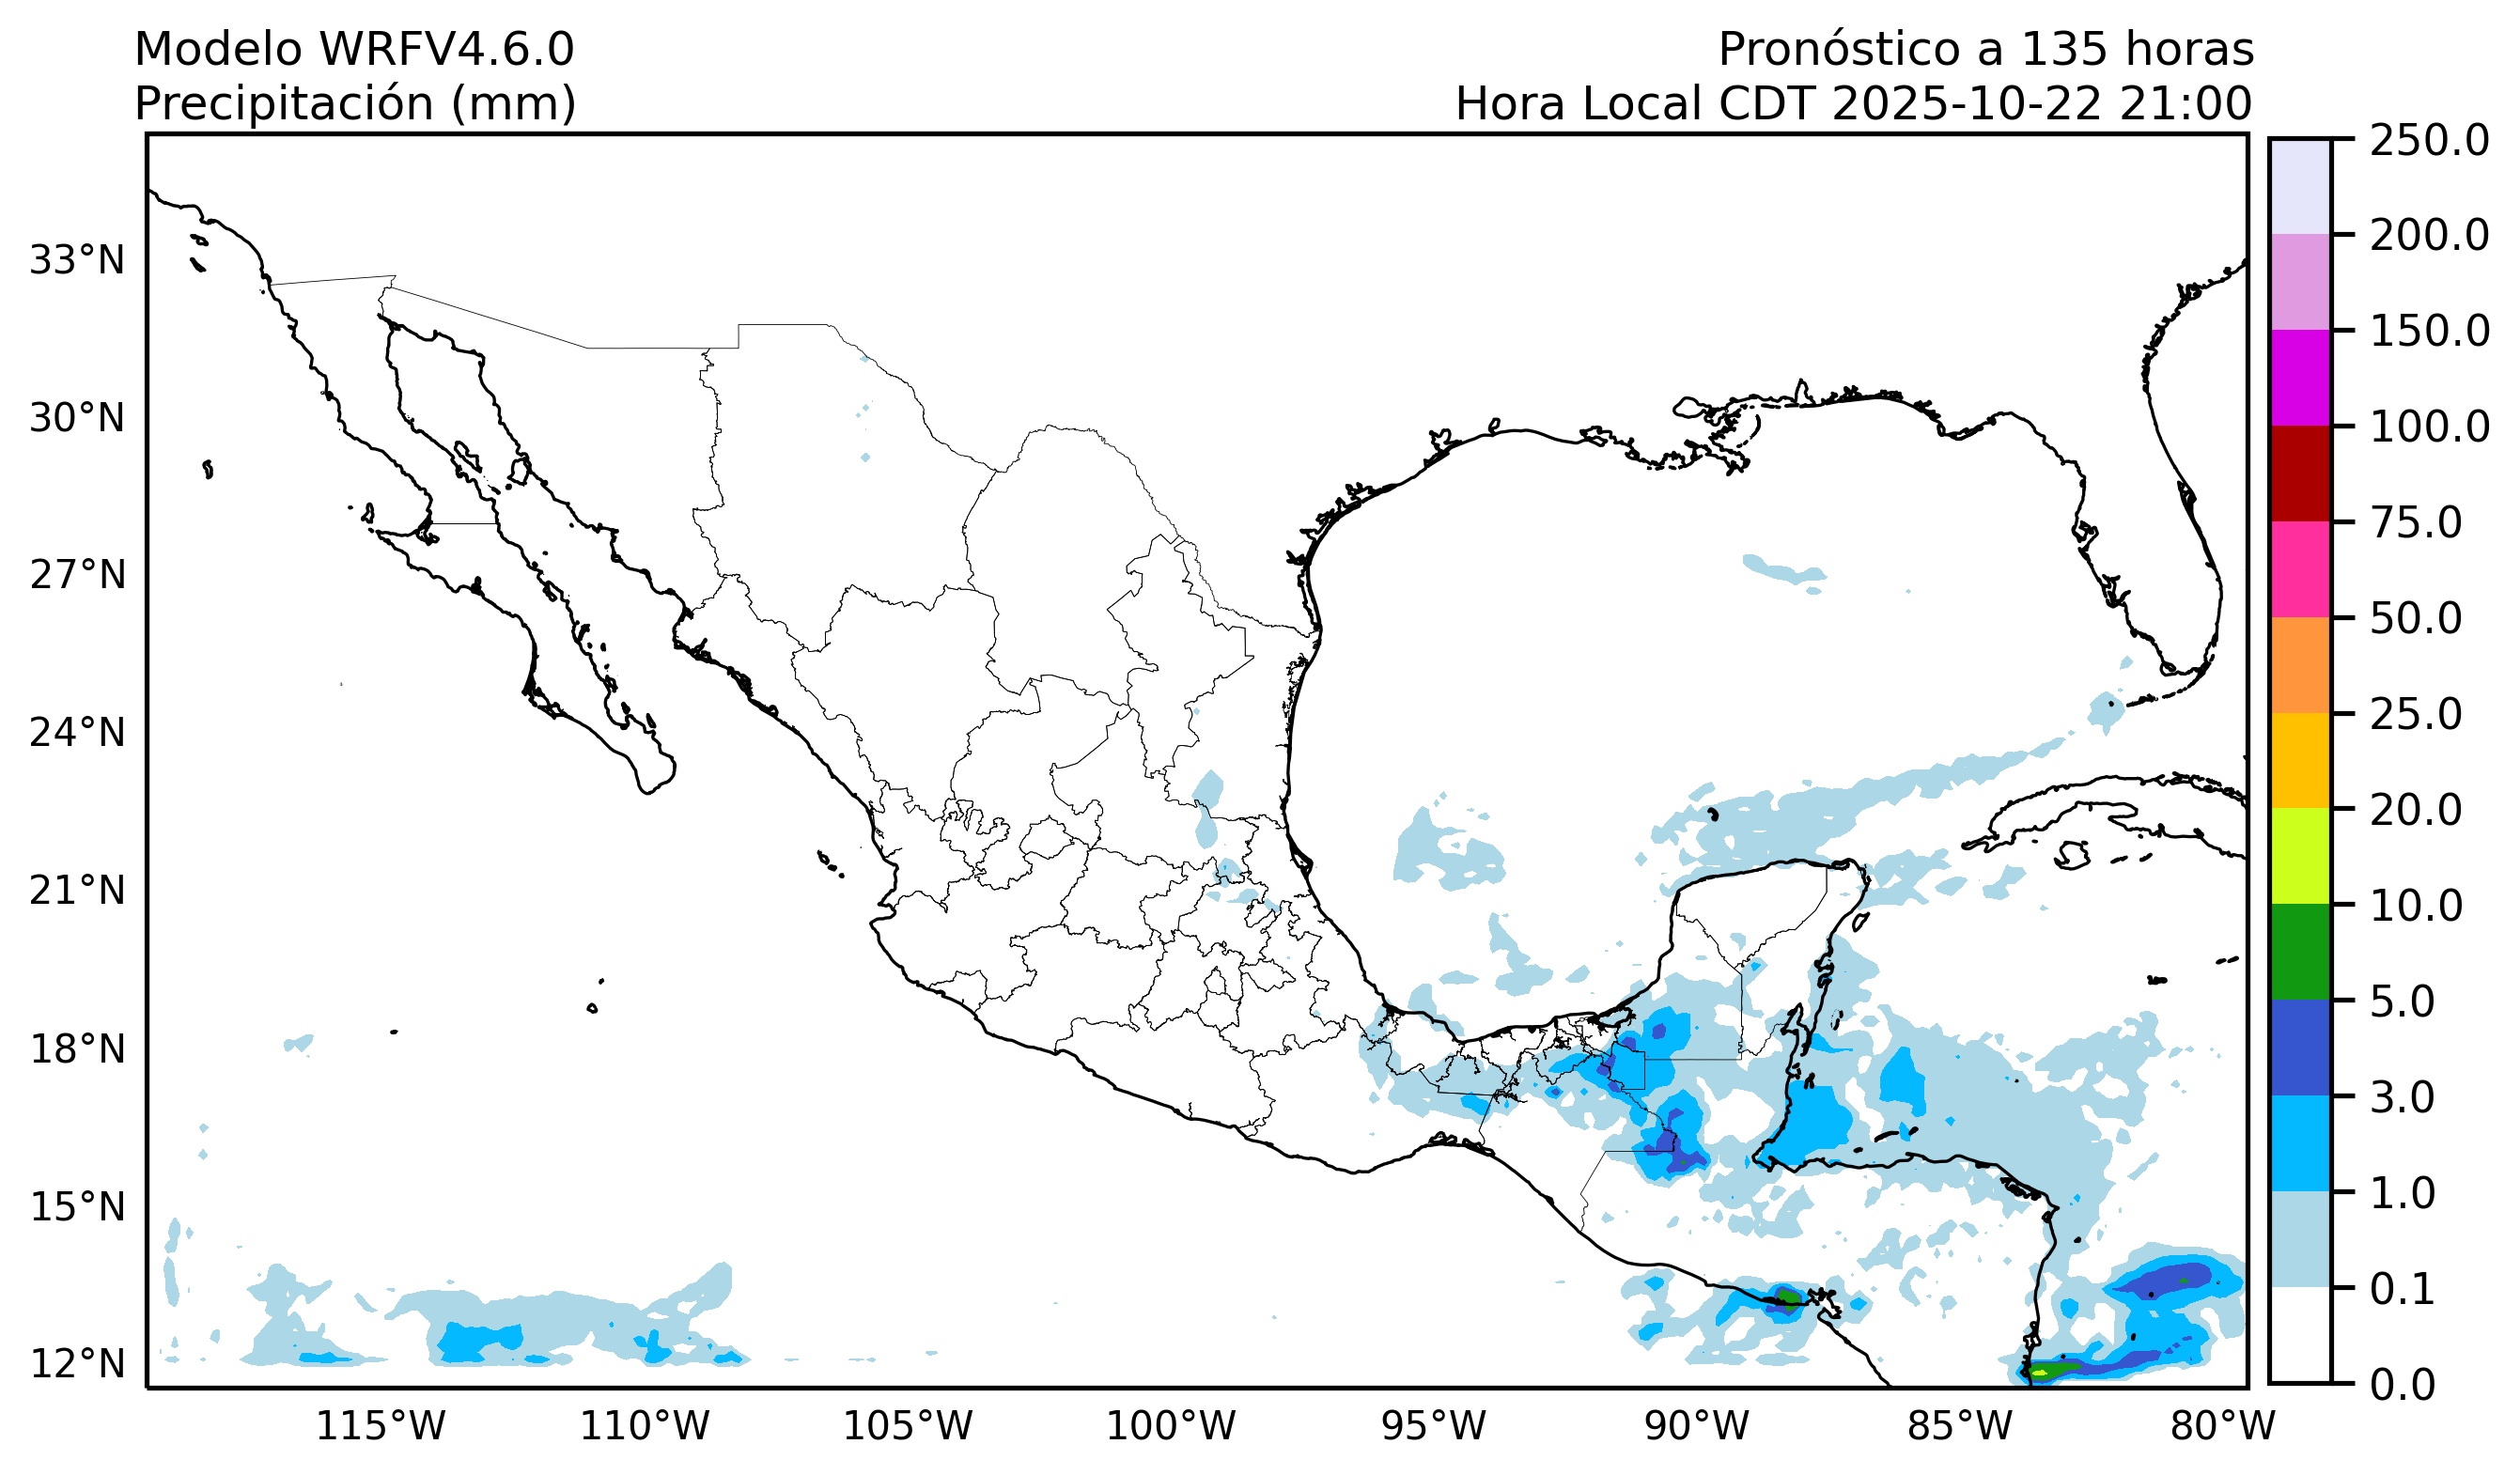 Modelo WRFV4.6.0
Precipitación (mm)
Pronóstico a 135 horas
Hora Local CDT 2025-10-22 21:00
33°N
30°N
27°N
24°N
21°N
18°N
15°N
12°N
115°W
110°W
105°W
100°W
95°W
90°W
85°W
80°W
250.0
200.0
150.0
100.0
75.0
50.0
25.0
20.0
10.0
5.0
3.0
1.0
0.1
0.0